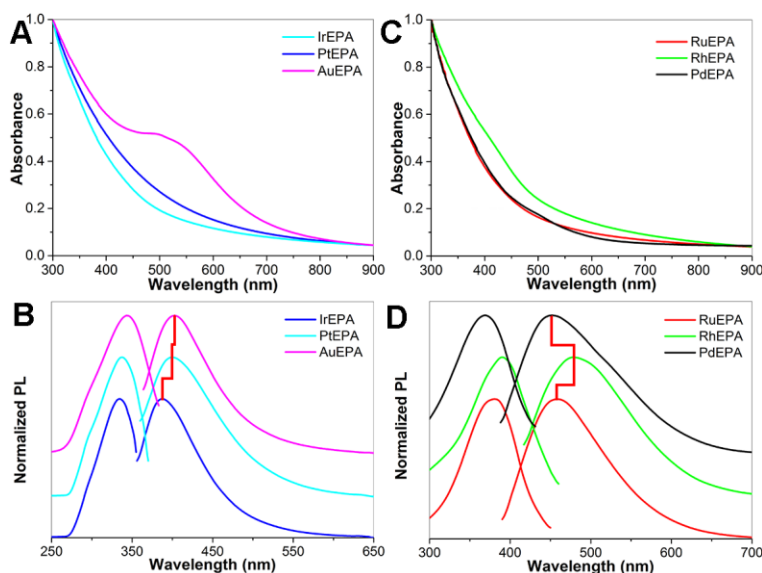 A
IrEPA
PtEPA
AuEPA
Absorbance
1.0
0.8
0.6
0.4
0.2
0.0
300 400 500 600 700 800 900
Wavelength (nm)
C
RuEPA
RhEPA
PdEPA
Absorbance
1.0
0.8
0.6
0.4
0.2
0.0
300 400 500 600 700 800 900
Wavelength (nm)
B
IrEPA
PtEPA
AuEPA
Normalized PL
250 350 450 550 650
Wavelength (nm)
D
RuEPA
RhEPA
PdEPA
Normalized PL
300 400 500 600 700
Wavelength (nm)